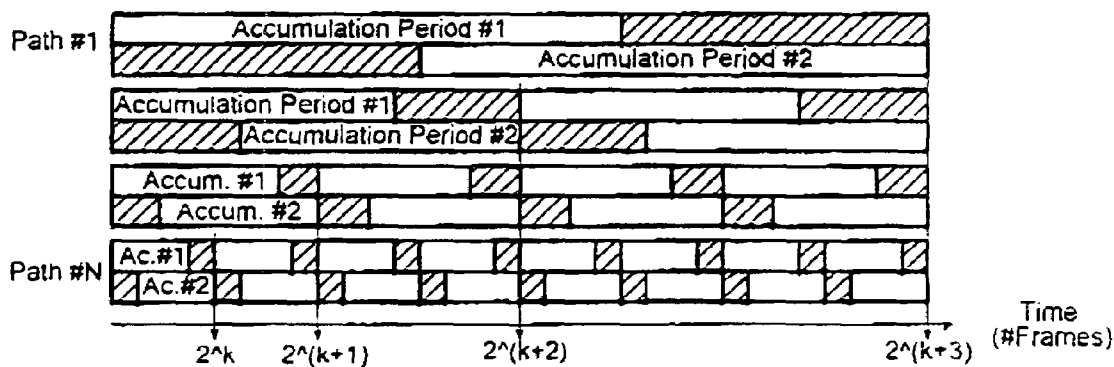 Path #1
Accumulation Period #1
Accumulation Period #2
Accumulation Period #1
Accumulation Period #2
Accum. #1
Accum. #2
Path #N
Ac.#1
Ac.#2
2^k
2^(k+1)
2^(k+2)
2^(k+3)
Time
(#Frames)